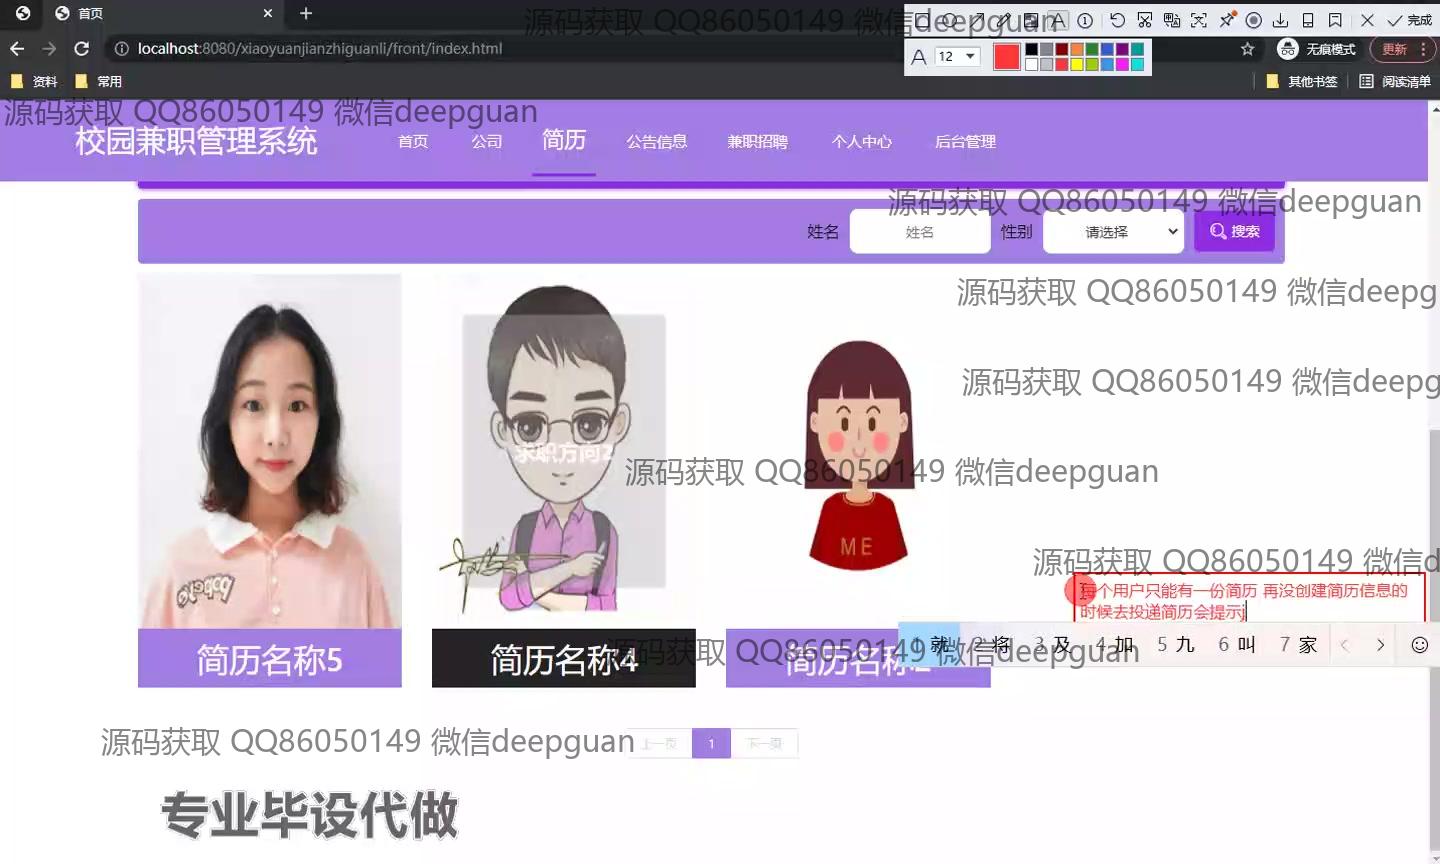 首页
12
完成
localhost:8080/xiaoyuanjianzhiguanli/front/index.html
无痕模式
更新
资料
常用
其他书签
阅读清单
源码获取 QQ86050149 微信deepguan
源码获取 QQ86050149 微信deepguan
校园兼职管理系统
首页
公司
简历
公告信息
兼职招聘
个人中心
后台管理
源码获取 QQ86050149 微信deepguan
姓名
姓名
性别
请选择
搜索
源码获取 QQ86050149 微信deepg
源码获取 QQ86050149 微信deepg
求职方向2
源码获取 QQ86050149 微信deepguan
ME
源码获取 QQ86050149 微信d
每个用户只能有一份简历 再没创建简历信息的
时候去投递简历会提示j
1 就 2 将 3 及 4 加 5 九 6 叫 7 家
源码获取 QQ86050149 微信deepguan
简历名称5
简历名称4
简历名称2
源码获取 QQ86050149 微信deepguan
上一页
1
下一页
专业毕设代做